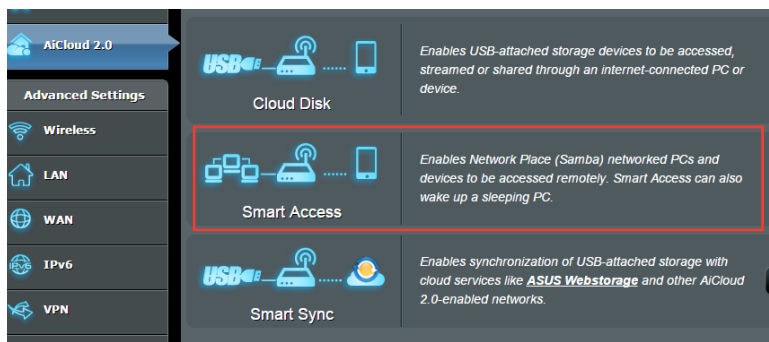 AiCloud 2.0
Advanced Settings
Wireless
LAN
WAN
IPv6
IPv6
VPN
USB
Cloud Disk
Enables USB-attached storage devices to be accessed,
streamed or shared through an internet-connected PC or
device.
Smart Access
Enables Network Place (Samba) networked PCs and
devices to be accessed remotely. Smart Access can also
wake up a sleeping PC.
USB
Smart Sync
Enables synchronization of USB-attached storage with
cloud services like ASUS Webstorage and other AiCloud
2.0-enabled networks.